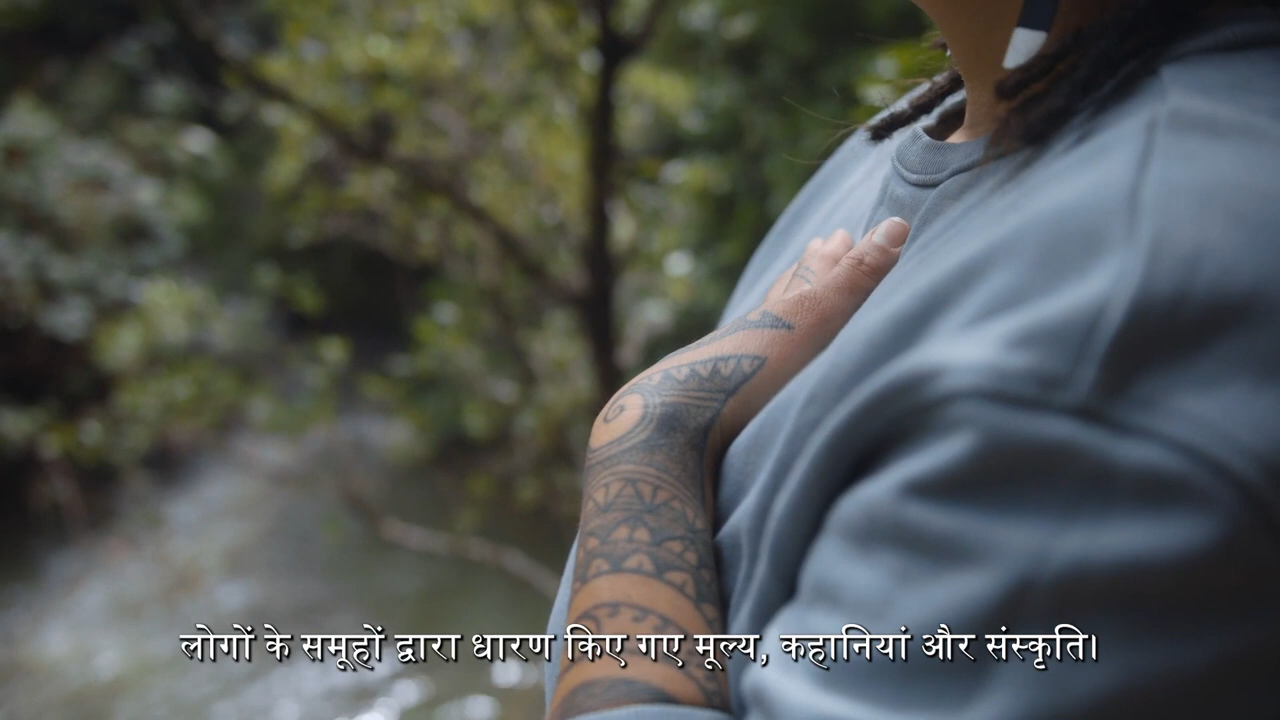 लोगों के समूहों द्वारा धारण किए गए मूल्य, कहानियां और संस्कृति।